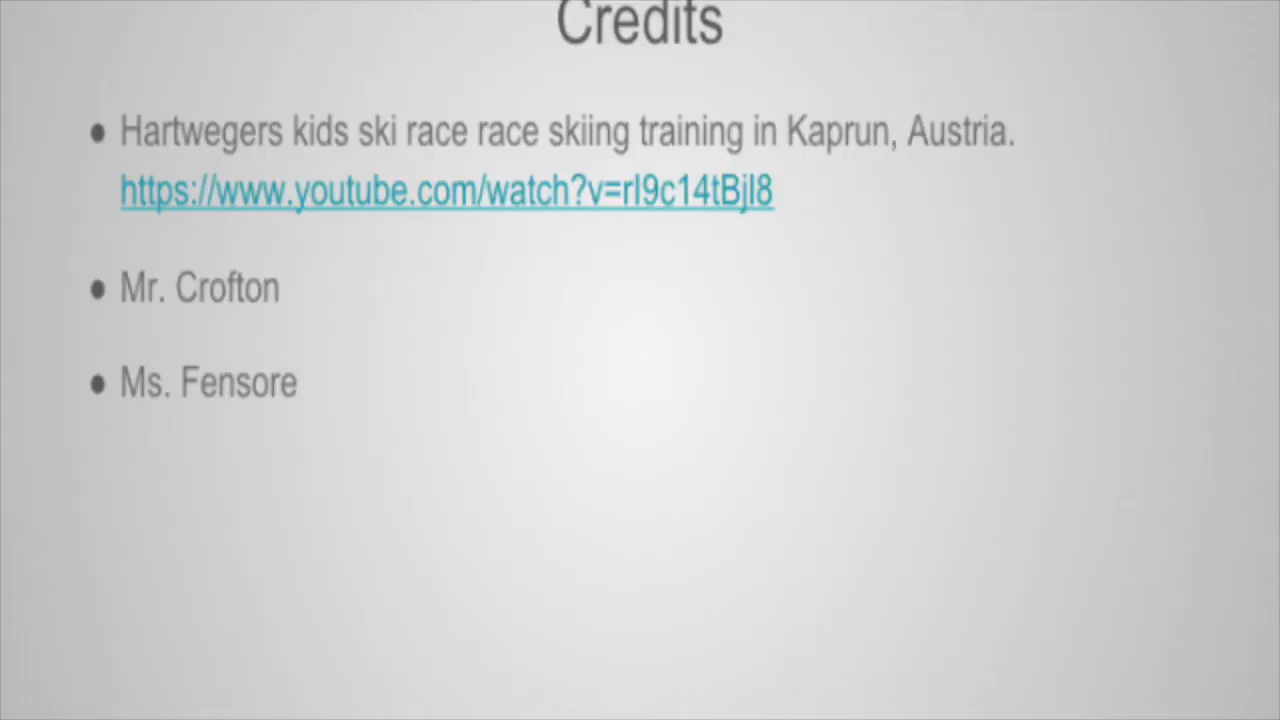 Credits
● Hartwegers kids ski race race skiing training in Kaprun, Austria.
https://www.youtube.com/watch?v=rI9c14tBjI8
● Mr. Crofton
● Ms. Fensore